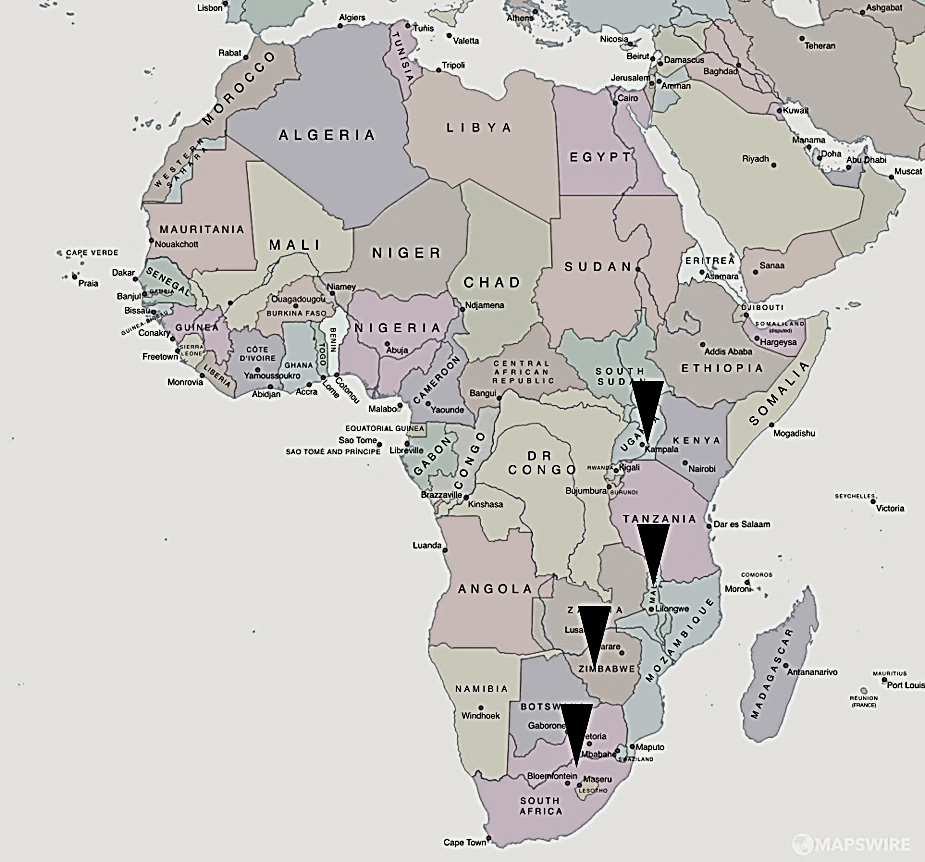 Lisbon
Algiers
Tunis
Athens
Ashgabat
Valetta
Nicosia
Teheran
Rabat
Tripoli
Beirut
Damascus
Baghdad
Jerusalem
Amman
Cairo
Kuwait
MOROCCO
TUNISIA
ALGERIA
LIBYA
EGYPT
Manama
Doha
Abu Dhabi
Riyadh
Muscat
WESTERN
SAHARA
MAURITANIA
Nouakchott
MALI
NIGER
CHAD
SUDAN
ERITREA
Asmara
Sanaa
CAPE VERDE
Praia
Dakar
SENEGAL
Banjul
GAMBIA
Bissau
GUINEA-BISSAU
GUINEA
Conakry
SIERRA
LEONE
Freetown
LIBERIA
Monrovia
Niamey
Ouagadougou
BURKINA FASO
CÔTE
D'IVOIRE
Yamoussoukro
Abidjan
GHANA
Accra
TOGO
Lome
BENIN
Cotonou
NIGERIA
Abuja
Ndjamena
DJIBOUTI
SOMALILAND
(disputed)
Hargeysa
Addis Ababa
ETHIOPIA
SOMALIA
Mogadishu
CENTRAL
AFRICAN
REPUBLIC
Bangui
SOUTH
SUDAN
CAMEROON
Yaounde
Malabo
EQUATORIAL GUINEA
Sao Tome
SAO TOMÉ AND PRÍNCIPE
Libreville
GABON
CONGO
Brazzaville
Kinshasa
DR
CONGO
Kampala
KENYA
Nairobi
RWANDA
Kigali
Bujumbura
BURUNDI
TANZANIA
Dar es Salaam
SEYCHELLES
Victoria
Luanda
ANGOLA
COMOROS
Moroni
Lilongwe
MOZAMBIQUE
ZIMBABWE
NAMIBIA
Windhoek
Gaborone
MADAGASCAR
Antananarivo
MAURITIUS
Port Louis
REUNION
(FRANCE)
Maputo
Mbabane
SWAZILAND
Bloemfontein
Maseru
LESOTHO
SOUTH
AFRICA
Cape Town
MAPSWIRE